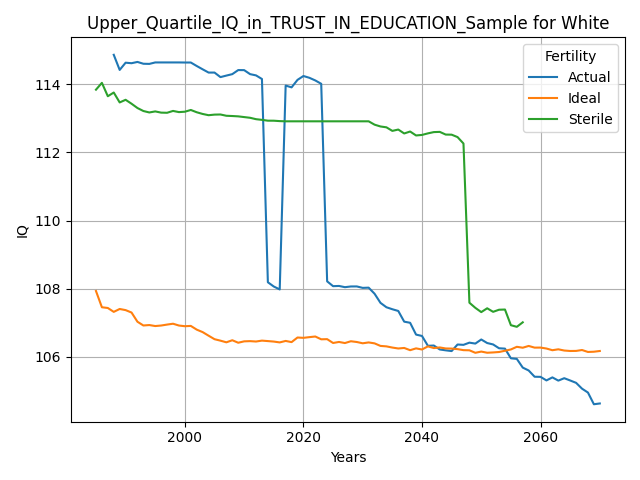 Upper_Quartile_IQ_in_TRUST_IN_EDUCATION_Sample for White
Fertility
Actual
Ideal
Sterile
114
112
110
108
106
IQ
2000
2020
2040
2060
Years